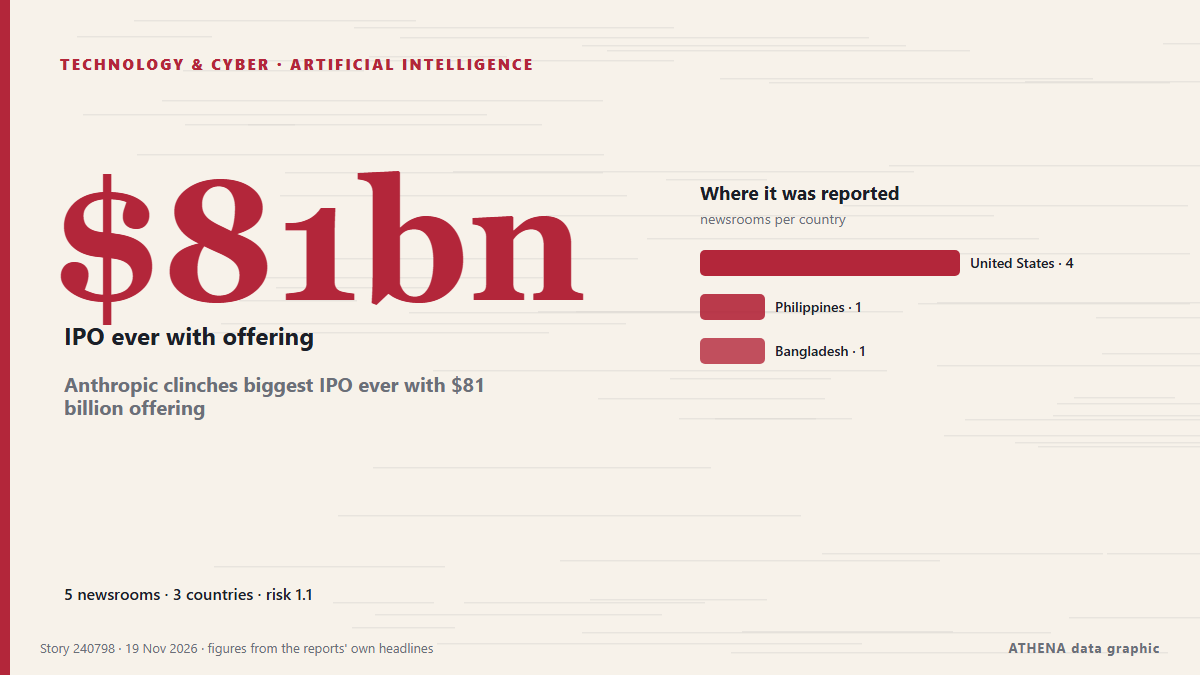 TECHNOLOGY & CYBER · ARTIFICIAL INTELLIGENCE
$81bn
IPO ever with offering
Anthropic clinches biggest IPO ever with $81
billion offering
Where it was reported
newsrooms per country
United States · 4
Philippines · 1
Bangladesh · 1
5 newsrooms · 3 countries · risk 1.1
Story 240798 · 19 Nov 2026 · figures from the reports' own headlines
ATHENA data graphic